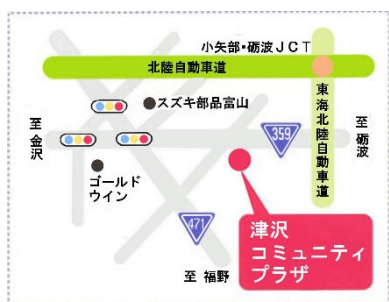 小矢部・砺波JCT
北陸自動車道
スズキ部品富山
東海北陸自動車道
至 金沢
359
至 砺波
ゴールド
ウイン
471
津沢
コミュニティ
プラザ
至 福野